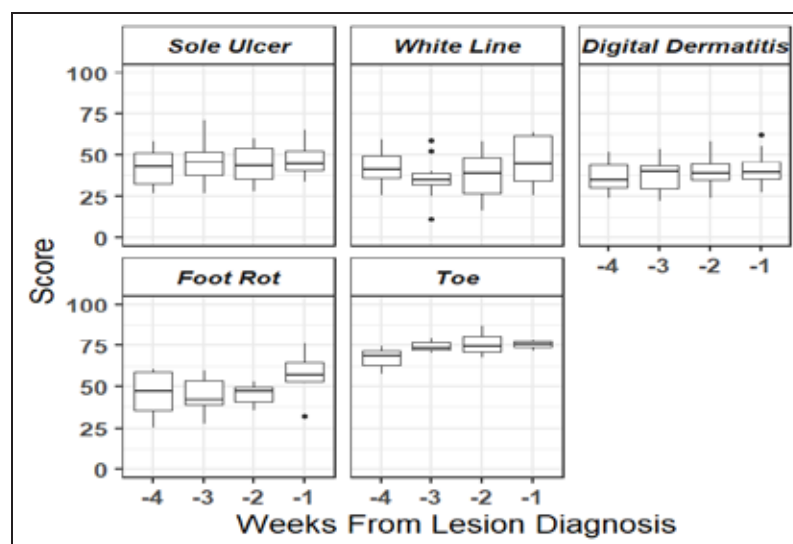 Sole Ulcer White Line Digital Dermatitis
100
75
50
25
0
-4 -3 -2 -1
Foot Rot Toe
100
75
50
25
0
-4 -3 -2 -1 -4 -3 -2 -1
Score
Weeks From Lesion Diagnosis